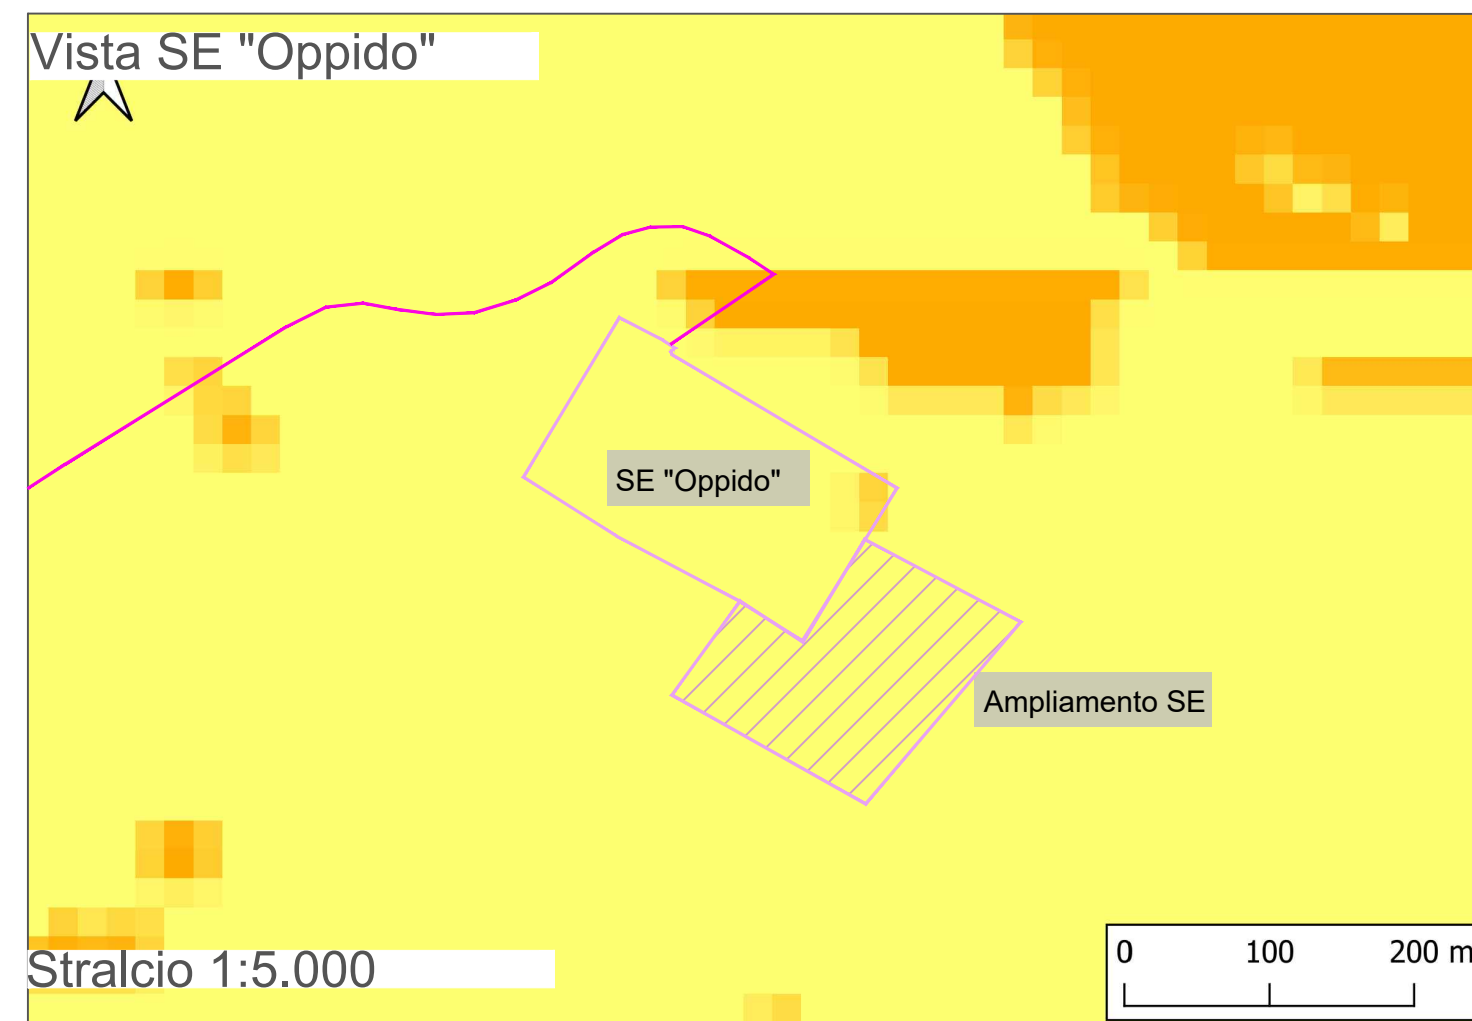 Vista SE "Oppido"
SE "Oppido"
Ampliamento SE
Stralcio 1:5.000
0 100 200 m